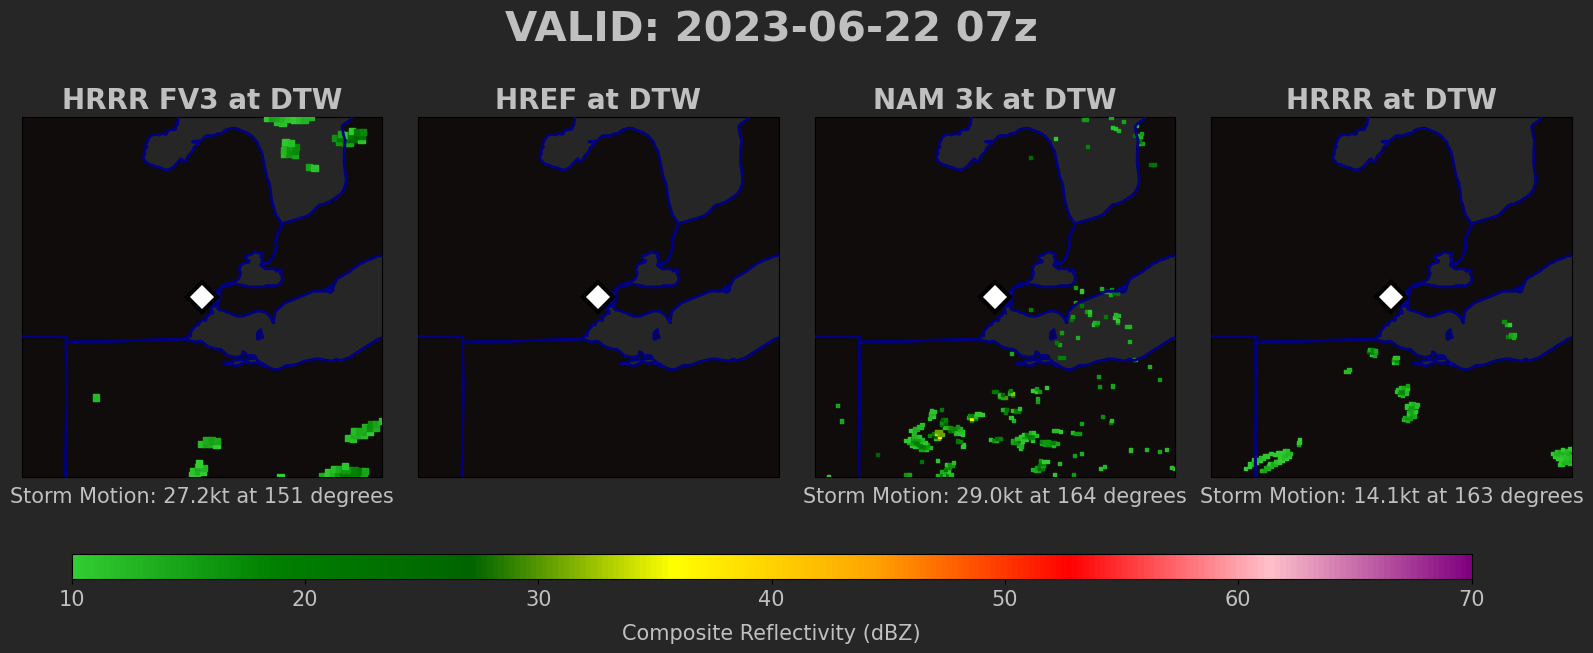 VALID: 2023-06-22 07z
HRRR FV3 at DTW
HREF at DTW
NAM 3k at DTW
HRRR at DTW
Storm Motion: 27.2kt at 151 degrees
Storm Motion: 29.0kt at 164 degrees
Storm Motion: 14.1kt at 163 degrees
10 20 30 40 50 60 70
Composite Reflectivity (dBZ)